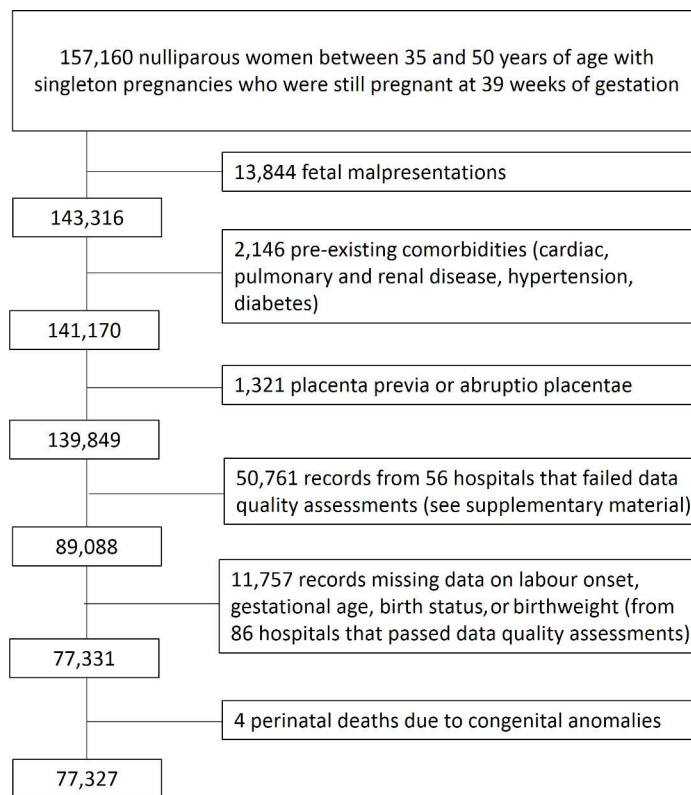 157,160 nulliparous women between 35 and 50 years of age with
singleton pregnancies who were still pregnant at 39 weeks of gestation
13,844 fetal malpresentations
143,316
2,146 pre-existing comorbidities (cardiac,
pulmonary and renal disease, hypertension,
diabetes)
141,170
1,321 placenta previa or abruptio placentae
139,849
50,761 records from 56 hospitals that failed data
quality assessments (see supplementary material)
89,088
11,757 records missing data on labour onset,
gestational age, birth status, or birthweight (from
86 hospitals that passed data quality assessments)
77,331
4 perinatal deaths due to congenital anomalies
77,327